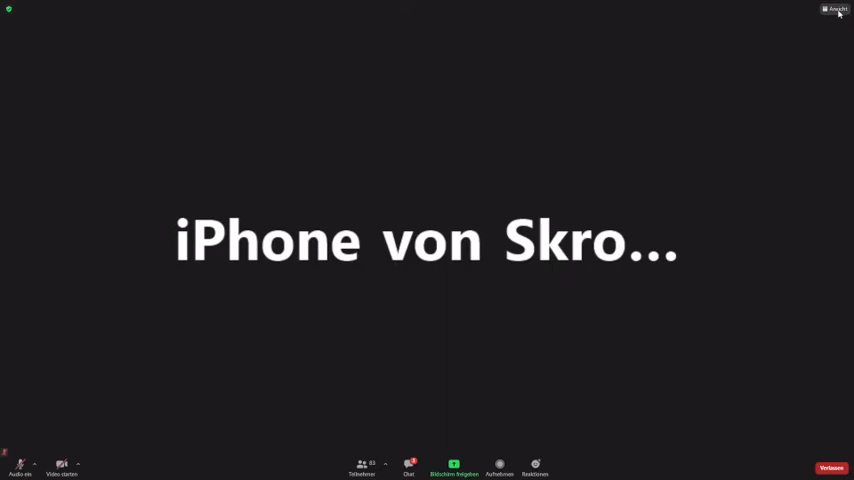 Ansicht
iPhone von Skro...
83
Audio ein
Video starten
Teilnehmer
Chat
Bildschirm freigeben
Aufnehmen
Reaktionen
Verlassen